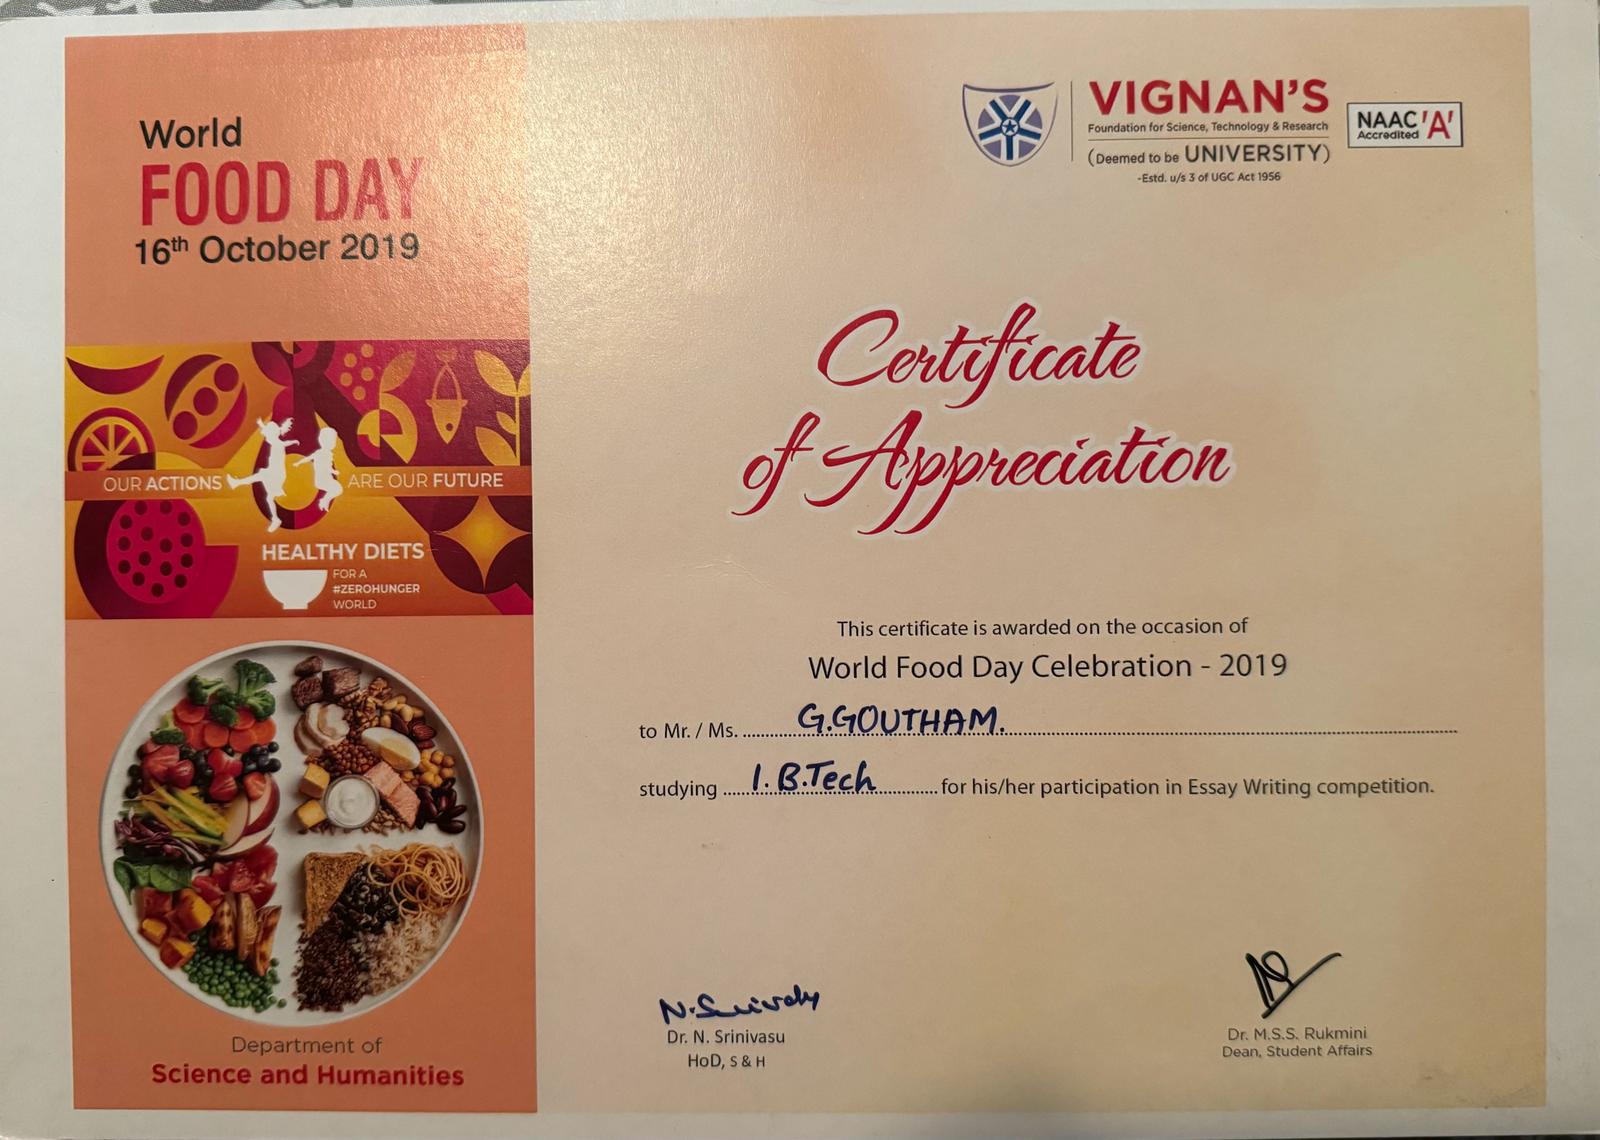 World
FOOD DAY
16th October 2019
OUR ACTIONS ARE OUR FUTURE
HEALTHY DIETS
FOR A
#ZEROHUNGER
WORLD
Department of
Science and Humanities
VIGNAN'S
Foundation for Science, Technology & Research
(Deemed to be UNIVERSITY)
-Estd. u/s 3 of UGC Act 1956
NAAC 'A'
Accredited
Certificate
of Appreciation
This certificate is awarded on the occasion of
World Food Day Celebration - 2019
to Mr. / Ms. G.GOUTHAM.
studying I.B.Tech for his/her participation in Essay Writing competition.
Dr. N. Srinivasu
HoD, S & H
Dr. M.S.S. Rukmini
Dean, Student Affairs